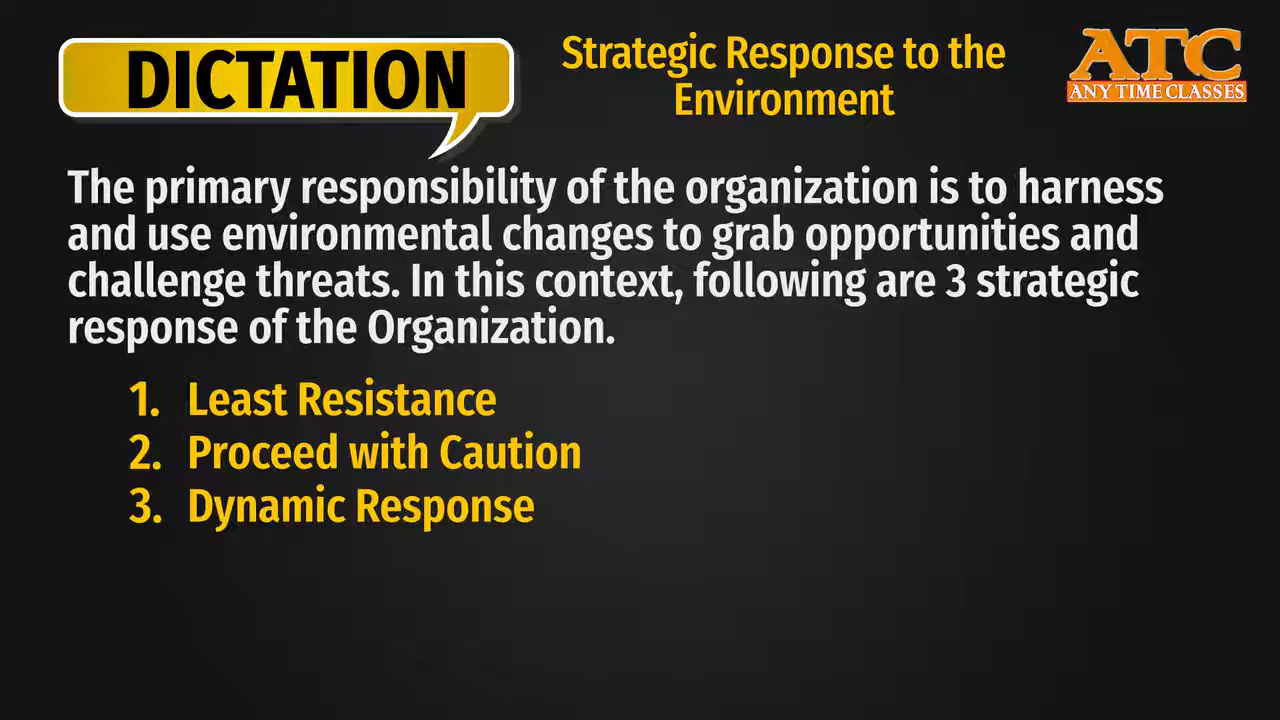 DICTATION
Strategic Response to the
Environment
ATC
ANY TIME CLASSES
The primary responsibility of the organization is to harness
and use environmental changes to grab opportunities and
challenge threats. In this context, following are 3 strategic
response of the Organization.
1. Least Resistance
2. Proceed with Caution
3. Dynamic Response